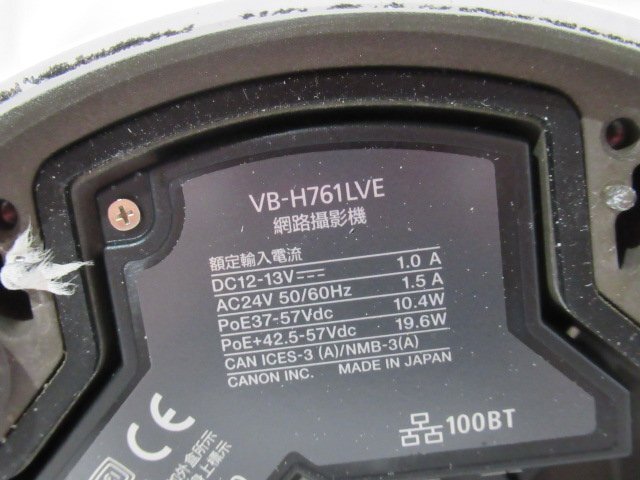 VB-H761LVE
網路攝影機
額定輸入電流
DC12-13V⎓ 1.0 A
AC24V 50/60Hz 1.5 A
PoE37-57Vdc 10.4W
PoE+42.5-57Vdc 19.6W
CAN ICES-3 (A)/NMB-3(A)
CANON INC. MADE IN JAPAN
100BT
CE